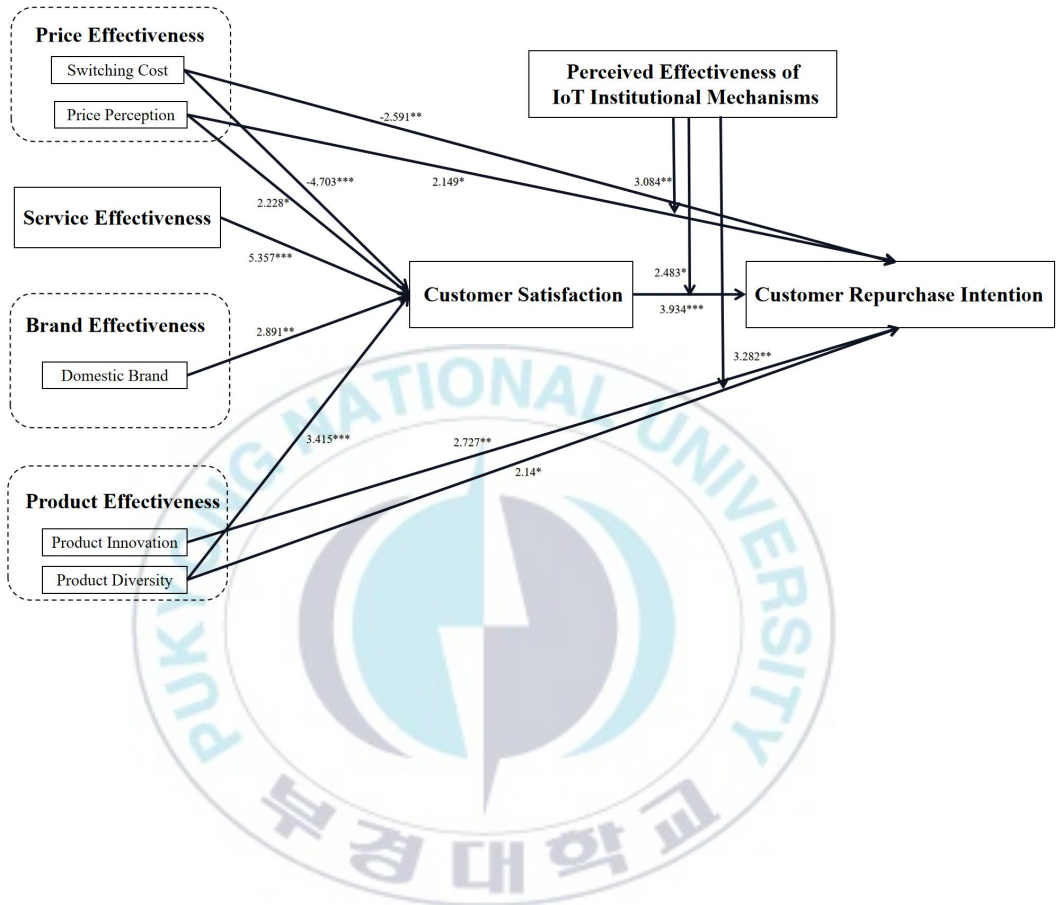 Price Effectiveness
Switching Cost
Price Perception
Perceived Effectiveness of
IoT Institutional Mechanisms
-2.591**
-4.703***
2.149*
3.084**
2.228*
Service Effectiveness
5.357***
Customer Satisfaction
2.483*
3.934***
Customer Repurchase Intention
Brand Effectiveness
Domestic Brand
2.891**
3.282**
3.415***
2.727**
2.14*
Product Effectiveness
Product Innovation
Product Diversity
PUKYONG NATIONAL UNIVERSITY
부경대학교